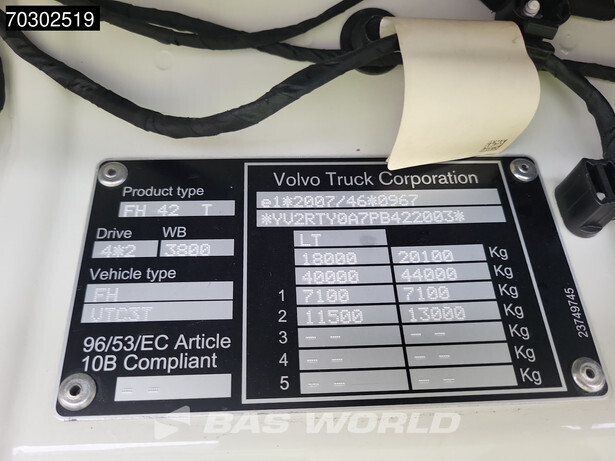 70302519
Product type
FH 42 T
Drive WB
4*2 3800
Vehicle type
FH
VTC3T
96/53/EC Article
10B Compliant
-- --
Volvo Truck Corporation
e1*2007/46*0967
*YV2RTY0A7PB422003*
LT
18000 20100 Kg
40000 44000 Kg
1 7100 7100 Kg
2 11500 13000 Kg
3 -- -- Kg
4 -- -- Kg
5 -- -- Kg
23749745
BAS WORLD